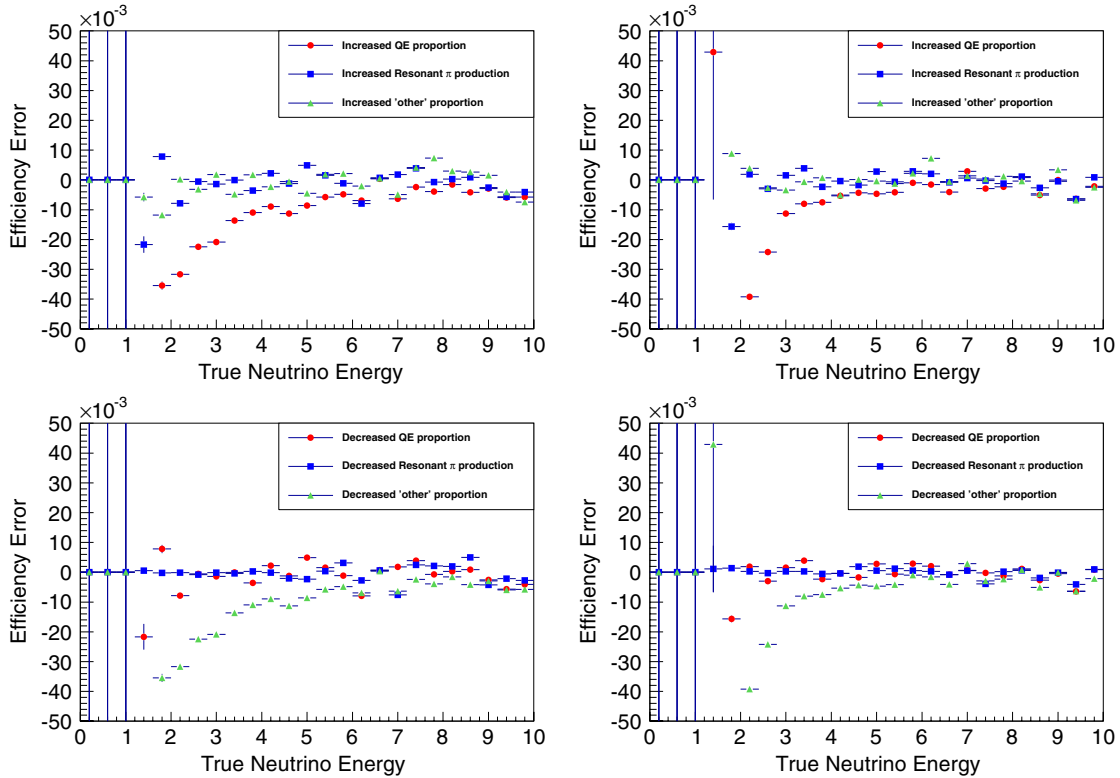 ×10⁻³
50
40
30
20
10
0
-10
-20
-30
-40
-50
Efficiency Error
Increased QE proportion
Increased Resonant π production
Increased 'other' proportion
0 1 2 3 4 5 6 7 8 9 10
True Neutrino Energy
×10⁻³
50
40
30
20
10
0
-10
-20
-30
-40
-50
Efficiency Error
Increased QE proportion
Increased Resonant π production
Increased 'other' proportion
0 1 2 3 4 5 6 7 8 9 10
True Neutrino Energy
×10⁻³
50
40
30
20
10
0
-10
-20
-30
-40
-50
Efficiency Error
Decreased QE proportion
Decreased Resonant π production
Decreased 'other' proportion
0 1 2 3 4 5 6 7 8 9 10
True Neutrino Energy
×10⁻³
50
40
30
20
10
0
-10
-20
-30
-40
-50
Efficiency Error
Decreased QE proportion
Decreased Resonant π production
Decreased 'other' proportion
0 1 2 3 4 5 6 7 8 9 10
True Neutrino Energy